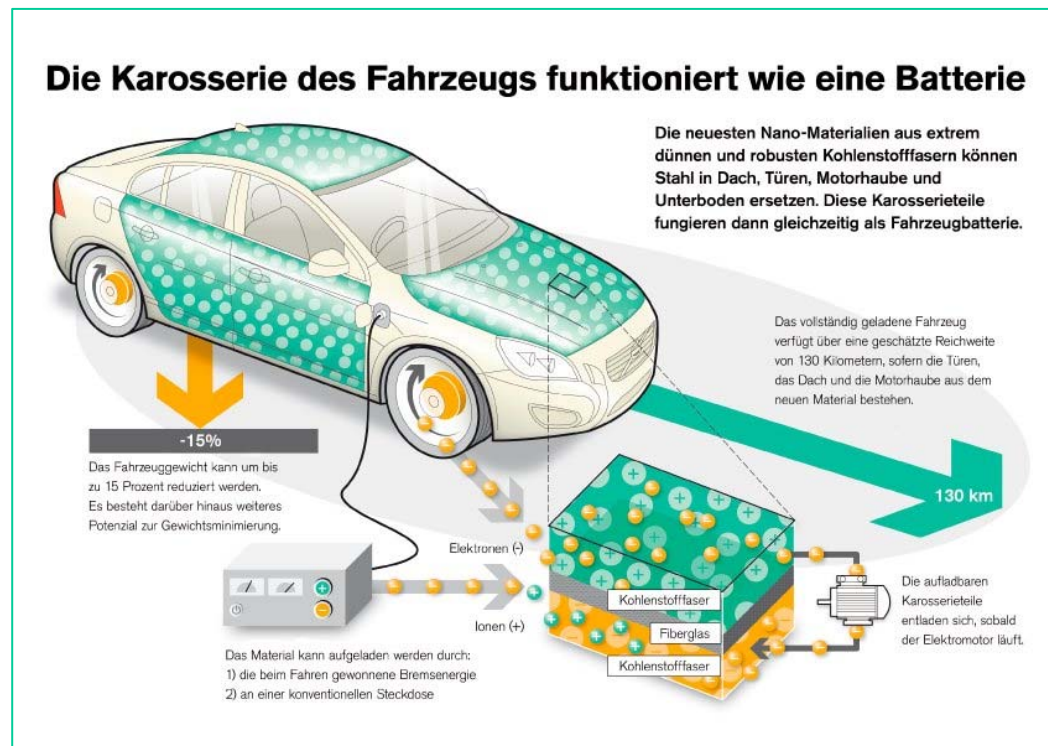 Die Karosserie des Fahrzeugs funktioniert wie eine Batterie
Die neuesten Nano-Materialien aus extrem
dünnen und robusten Kohlenstofffasern können
Stahl in Dach, Türen, Motorhaube und
Unterboden ersetzen. Diese Karosserieteile
fungieren dann gleichzeitig als Fahrzeugbatterie.
Das vollständig geladene Fahrzeug
verfügt über eine geschätzte Reichweite
von 130 Kilometern, sofern die Türen,
das Dach und die Motorhaube aus dem
neuen Material bestehen.
130 km
-15%
Das Fahrzeuggewicht kann um bis
zu 15 Prozent reduziert werden.
Es besteht darüber hinaus weiteres
Potenzial zur Gewichtsminimierung.
Elektronen (-)
Ionen (+)
Kohlenstofffaser
Fiberglas
Kohlenstofffaser
Die aufladbaren
Karosserieteile
entladen sich, sobald
der Elektromotor läuft.
Das Material kann aufgeladen werden durch:
1) die beim Fahren gewonnene Bremsenergie
2) an einer konventionellen Steckdose